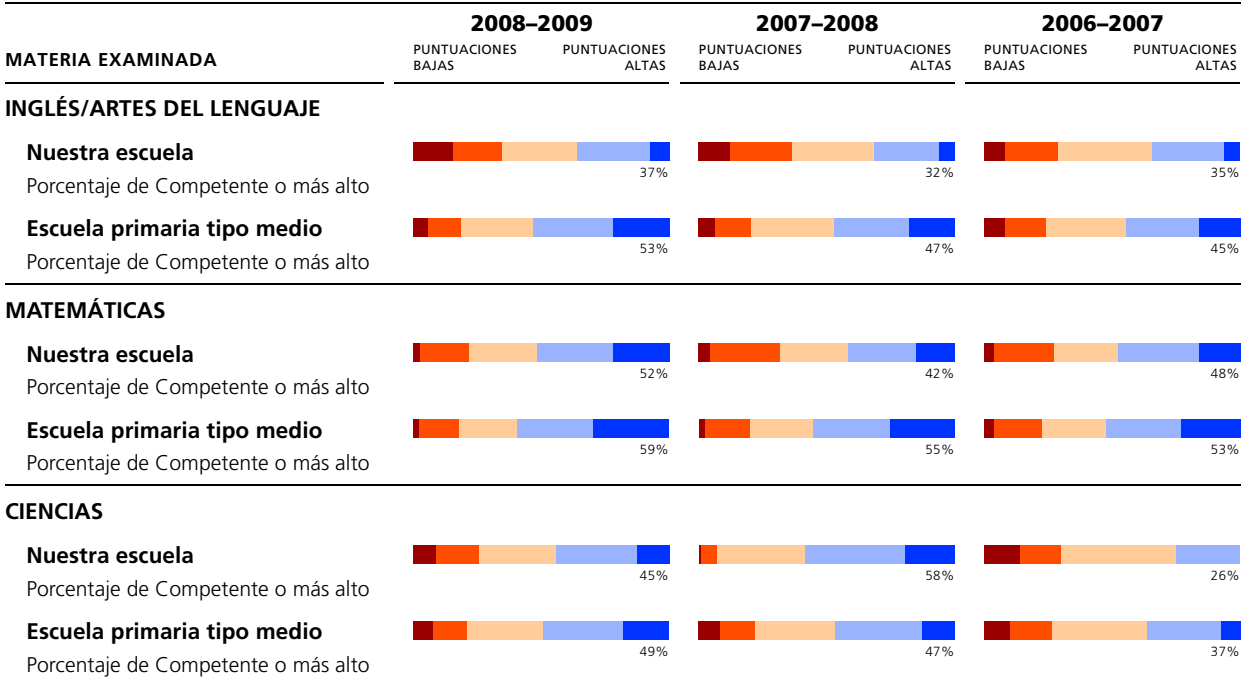 2008–2009 2007–2008 2006–2007
MATERIA EXAMINADA
PUNTUACIONES BAJAS PUNTUACIONES ALTAS PUNTUACIONES BAJAS PUNTUACIONES ALTAS PUNTUACIONES BAJAS PUNTUACIONES ALTAS
INGLÉS/ARTES DEL LENGUAJE
Nuestra escuela
Porcentaje de Competente o más alto 37% 32% 35%
Escuela primaria tipo medio
Porcentaje de Competente o más alto 53% 47% 45%
MATEMÁTICAS
Nuestra escuela
Porcentaje de Competente o más alto 52% 42% 48%
Escuela primaria tipo medio
Porcentaje de Competente o más alto 59% 55% 53%
CIENCIAS
Nuestra escuela
Porcentaje de Competente o más alto 45% 58% 26%
Escuela primaria tipo medio
Porcentaje de Competente o más alto 49% 47% 37%